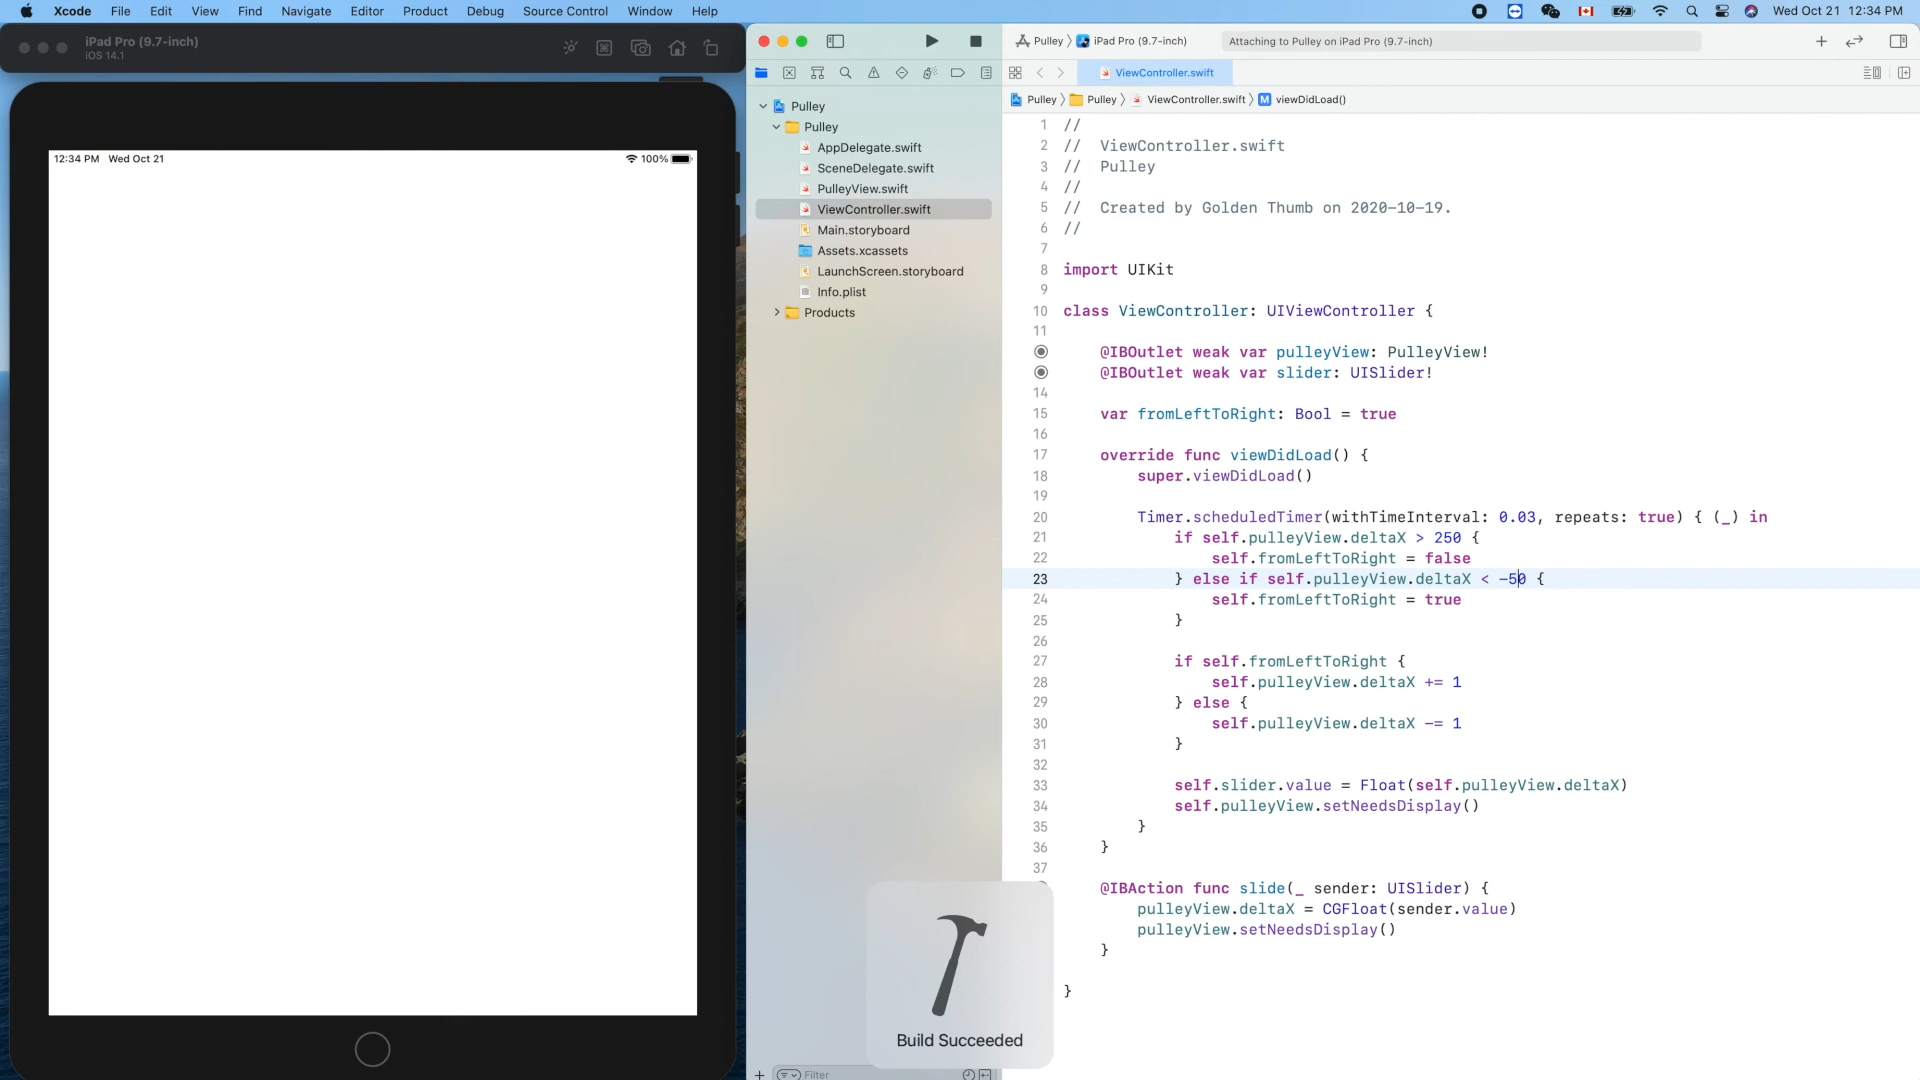 Xcode File Edit View Find Navigate Editor Product Debug Source Control Window Help
Wed Oct 21 12:34 PM
iPad Pro (9.7-inch)
iOS 14.1
12:34 PM Wed Oct 21
100%
Pulley
Pulley
AppDelegate.swift
SceneDelegate.swift
PulleyView.swift
ViewController.swift
Main.storyboard
Assets.xcassets
LaunchScreen.storyboard
Info.plist
Products
Filter
Build Succeeded
Pulley iPad Pro (9.7-inch)
Attaching to Pulley on iPad Pro (9.7-inch)
ViewController.swift
Pulley Pulley ViewController.swift M viewDidLoad()
1 //
2 // ViewController.swift
3 // Pulley
4 //
5 // Created by Golden Thumb on 2020-10-19.
6 //
7
8 import UIKit
9
10 class ViewController: UIViewController {
11
@IBOutlet weak var pulleyView: PulleyView!
@IBOutlet weak var slider: UISlider!
14
15 var fromLeftToRight: Bool = true
16
17 override func viewDidLoad() {
18 super.viewDidLoad()
19
20 Timer.scheduledTimer(withTimeInterval: 0.03, repeats: true) { (_) in
21 if self.pulleyView.deltaX > 250 {
22 self.fromLeftToRight = false
23 } else if self.pulleyView.deltaX < -50 {
24 self.fromLeftToRight = true
25 }
26
27 if self.fromLeftToRight {
28 self.pulleyView.deltaX += 1
29 } else {
30 self.pulleyView.deltaX -= 1
31 }
32
33 self.slider.value = Float(self.pulleyView.deltaX)
34 self.pulleyView.setNeedsDisplay()
35 }
36 }
37
@IBAction func slide(_ sender: UISlider) {
pulleyView.deltaX = CGFloat(sender.value)
pulleyView.setNeedsDisplay()
}
}